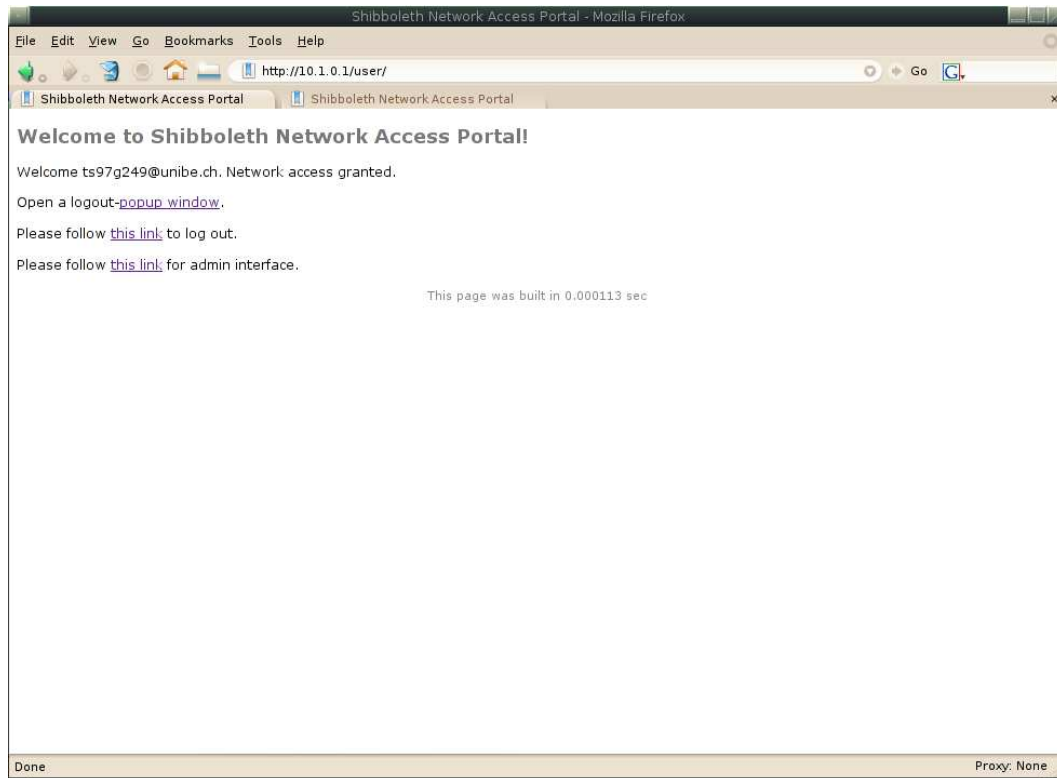 Shibboleth Network Access Portal - Mozilla Firefox
File Edit View Go Bookmarks Tools Help
http://10.1.0.1/user/ Go G
Shibboleth Network Access Portal Shibboleth Network Access Portal x
Welcome to Shibboleth Network Access Portal!
Welcome ts97g249@unibe.ch. Network access granted.
Open a logout-popup window.
Please follow this link to log out.
Please follow this link for admin interface.
This page was built in 0.000113 sec
Done Proxy: None